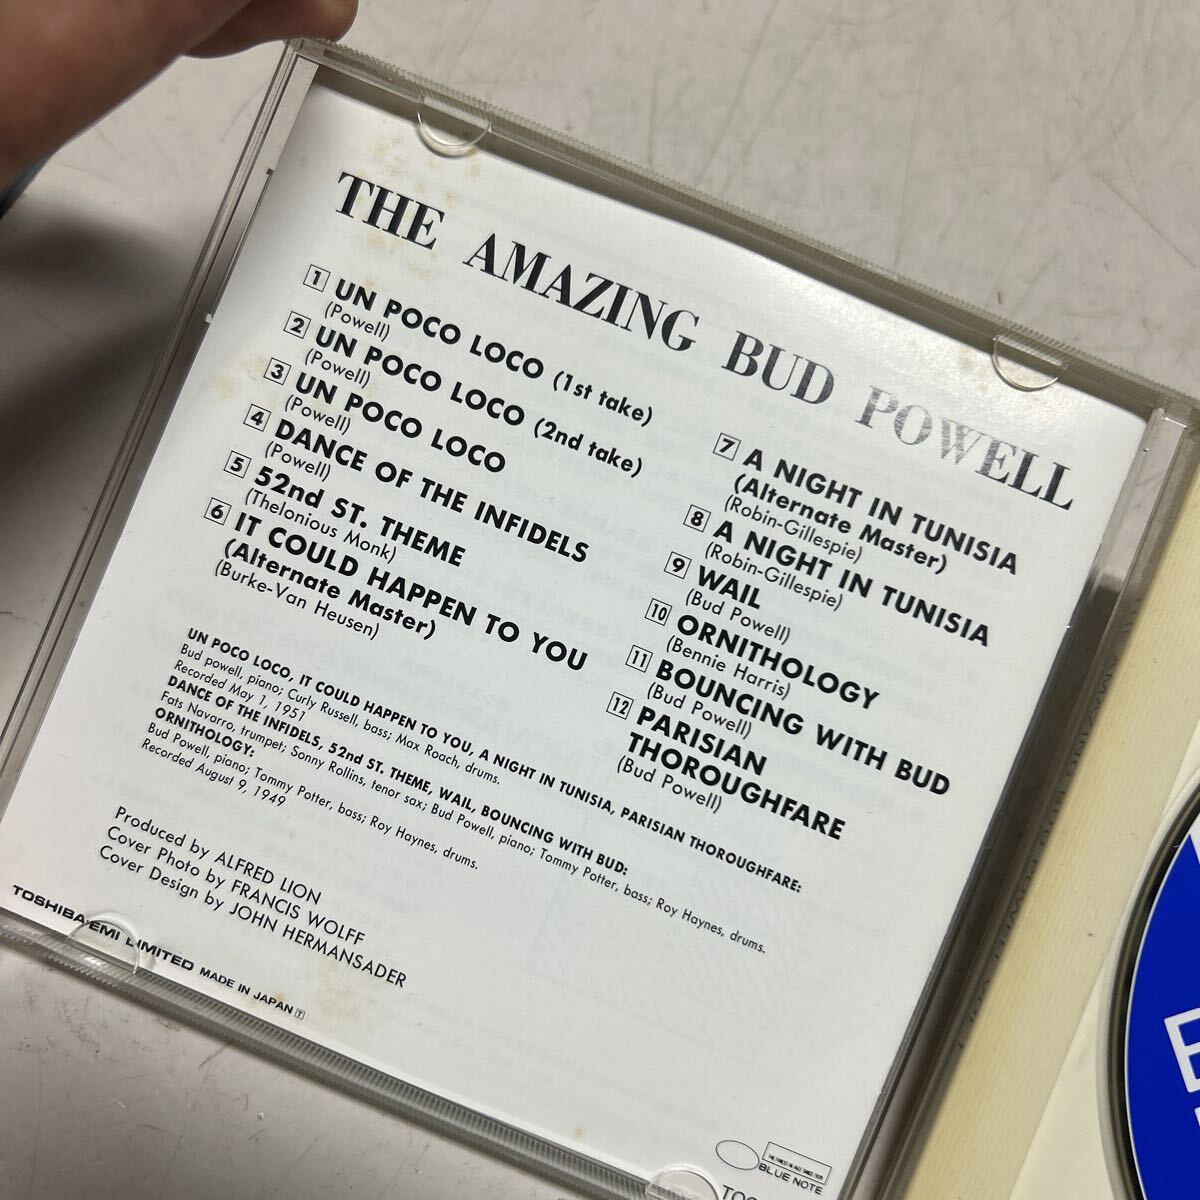 THE AMAZING BUD POWELL
1 UN POCO LOCO (1st take)
(Powell)
2 UN POCO LOCO (2nd take)
(Powell)
3 UN POCO LOCO
(Powell)
4 DANCE OF THE INFIDELS
(Powell)
5 52nd ST. THEME
(Thelonious Monk)
6 IT COULD HAPPEN TO YOU
(Alternate Master)
(Burke-Van Heusen)
7 A NIGHT IN TUNISIA
(Alternate Master)
(Robin-Gillespie)
8 A NIGHT IN TUNISIA
(Robin-Gillespie)
9 WAIL
(Bud Powell)
10 ORNITHOLOGY
(Bennie Harris)
11 BOUNCING WITH BUD
(Bud Powell)
12 PARISIAN
THOROUGHFARE
(Bud Powell)
UN POCO LOCO, IT COULD HAPPEN TO YOU, A NIGHT IN TUNISIA, PARISIAN THOROUGHFARE:
Bud powell, piano; Curly Russell, bass; Max Roach, drums.
Recorded May 1, 1951
DANCE OF THE INFIDELS, 52nd ST. THEME, WAIL, BOUNCING WITH BUD:
Fats Navarro, trumpet; Sonny Rollins, tenor sax; Bud Powell, piano; Tommy Potter, bass; Roy Haynes, drums.
ORNITHOLOGY:
Bud Powell, piano; Tommy Potter, bass; Roy Haynes, drums.
Recorded August 9, 1949
Produced by ALFRED LION
Cover Photo by FRANCIS WOLFF
Cover Design by JOHN HERMANSADER
TOSHIBA-EMI LIMITED MADE IN JAPAN T
THE FINEST IN JAZZ SINCE 1939
BLUE NOTE